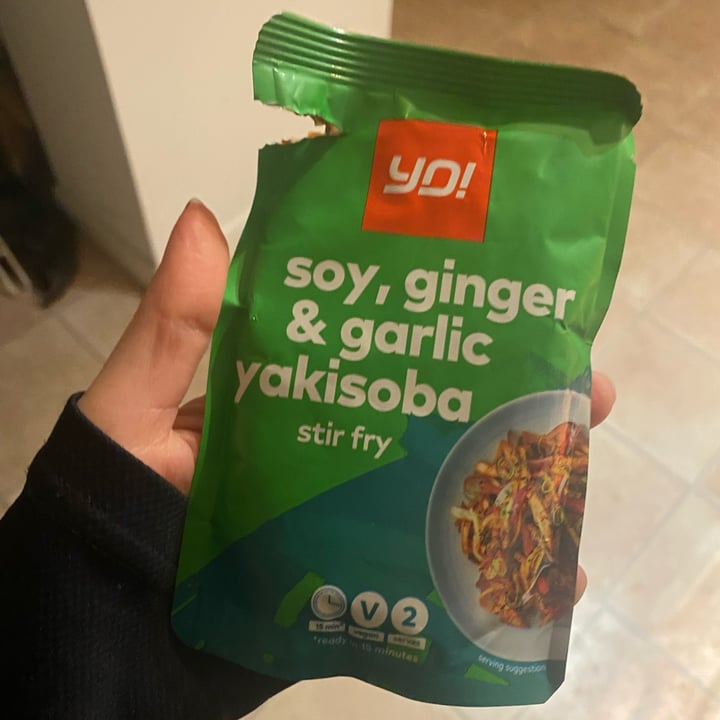 YO!
soy, ginger
& garlic
yakisoba
stir fry
V 2
15 min* vegan serves
*ready in 15 minutes
serving suggestion